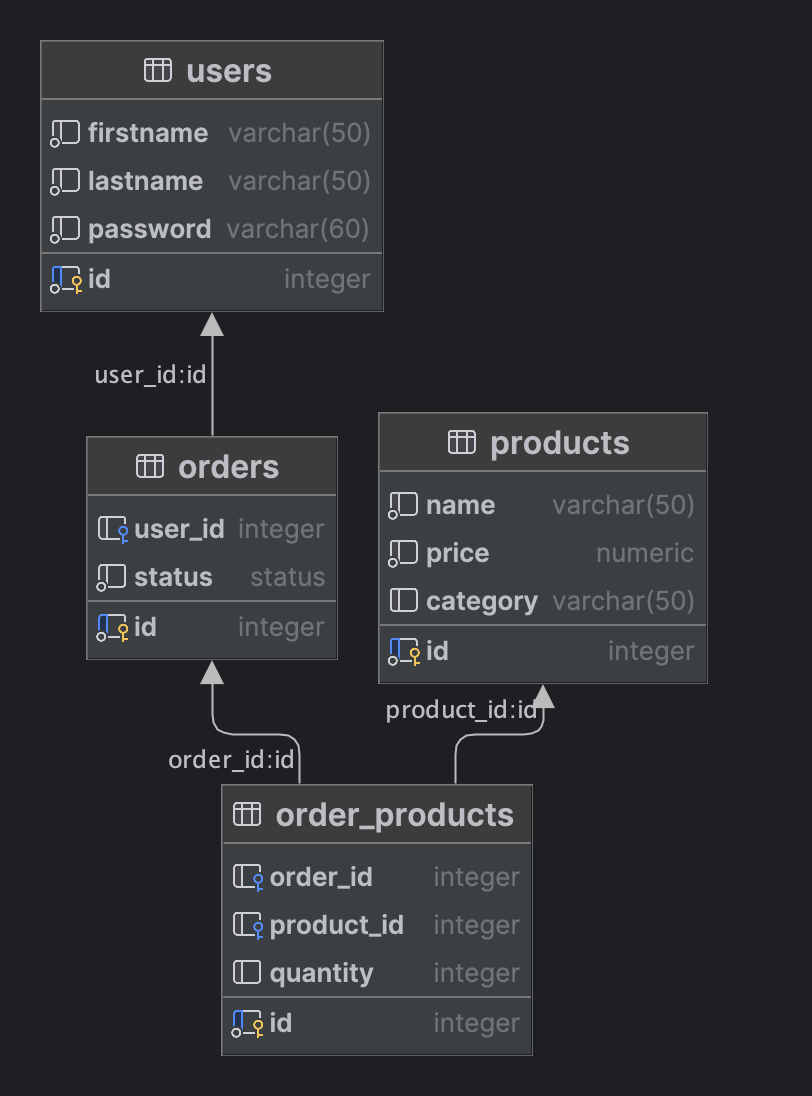 users
firstname varchar(50)
lastname varchar(50)
password varchar(60)
id integer
user_id:id
orders
user_id integer
status status
id integer
products
name varchar(50)
price numeric
category varchar(50)
id integer
product_id:id
order_id:id
order_products
order_id integer
product_id integer
quantity integer
id integer